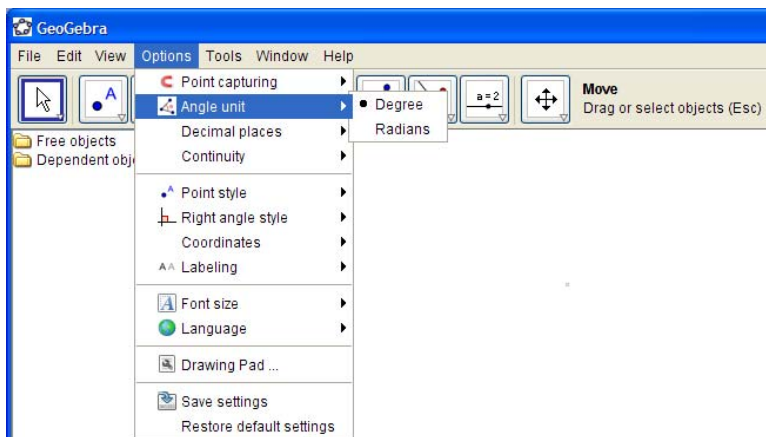 GeoGebra
File Edit View Options Tools Window Help
Point capturing
A
a=2
Move
Drag or select objects (Esc)
Angle unit
Degree
Radians
Decimal places
Continuity
Free objects
Dependent obj
Point style
Right angle style
Coordinates
AA Labeling
A Font size
Language
Drawing Pad ...
Save settings
Restore default settings